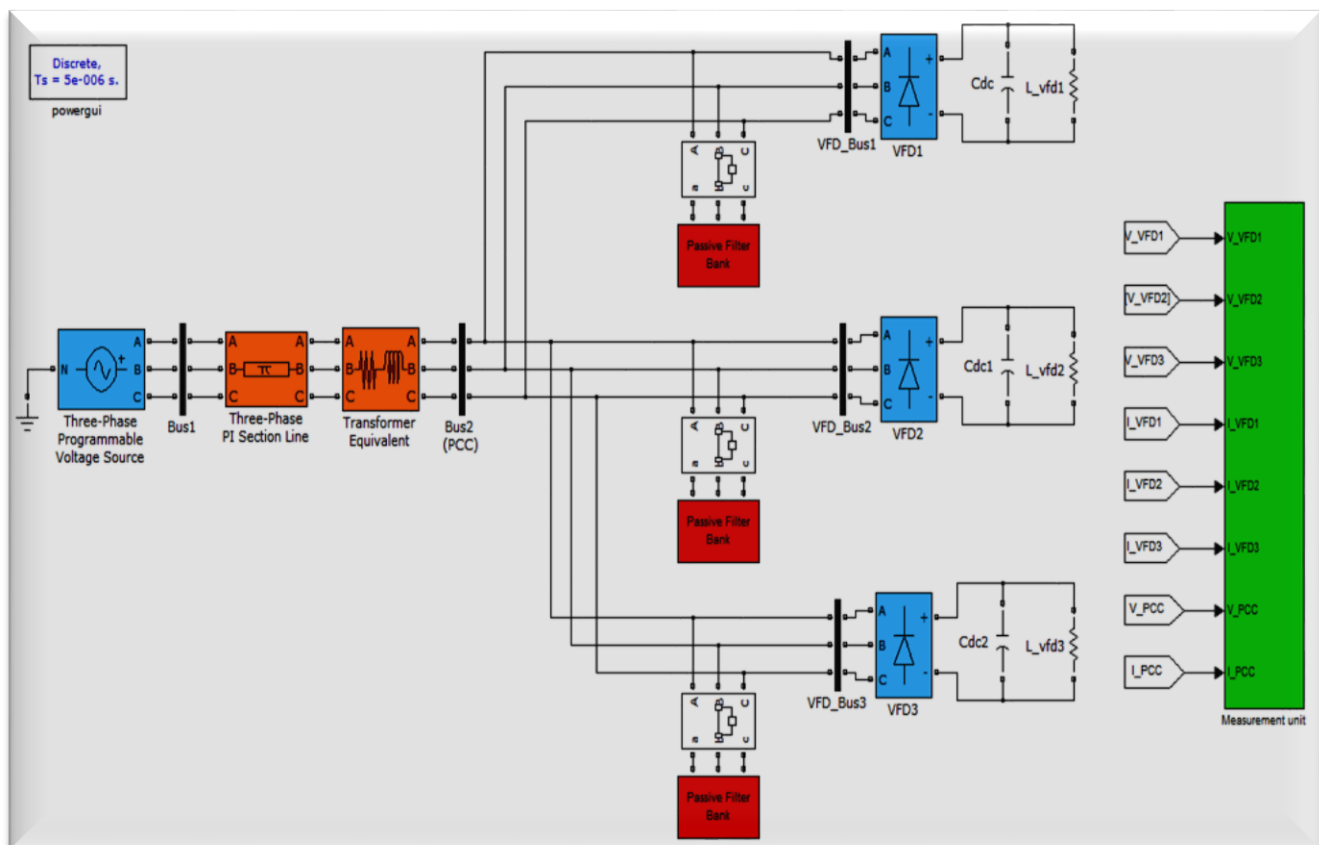 Discrete,
Ts = 5e-006 s.
powergui
N
A
B
C
Three-Phase
Programmable
Voltage Source
Bus1
A
B
C
A
B
C
Three-Phase
PI Section Line
A
B
C
A
B
C
Transformer
Equivalent
Bus2
(PCC)
A
B
C
a
b
c
Passive Filter
Bank
VFD_Bus1
A
B
C
+
-
VFD1
Cdc
L_vfd1
A
B
C
a
b
c
Passive Filter
Bank
VFD_Bus2
A
B
C
+
-
VFD2
Cdc1
L_vfd2
A
B
C
a
b
c
Passive Filter
Bank
VFD_Bus3
A
B
C
+
-
VFD3
Cdc2
L_vfd3
V_VFD1
V_VFD1
[V_VFD2]
V_VFD2
V_VFD3
V_VFD3
I_VFD1
I_VFD1
I_VFD2
I_VFD2
I_VFD3
I_VFD3
V_PCC
V_PCC
I_PCC
I_PCC
Measurement unit